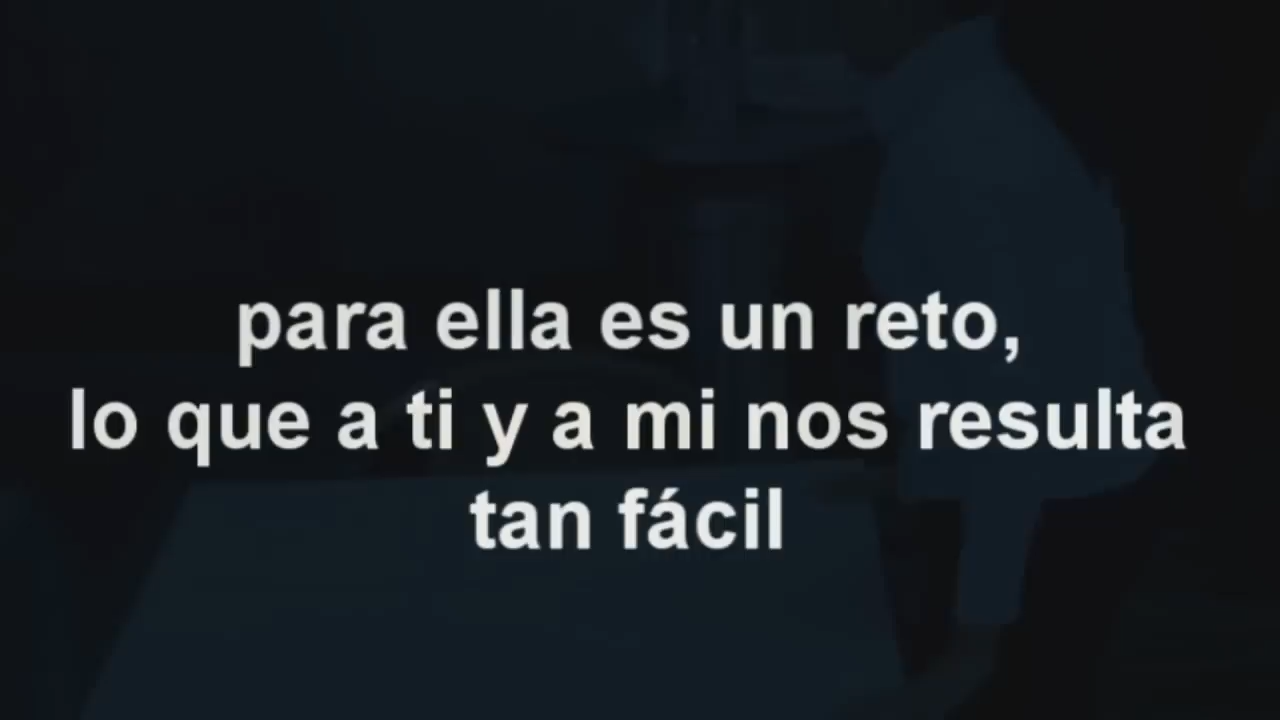 para ella es un reto,
lo que a ti y a mi nos resulta
tan fácil